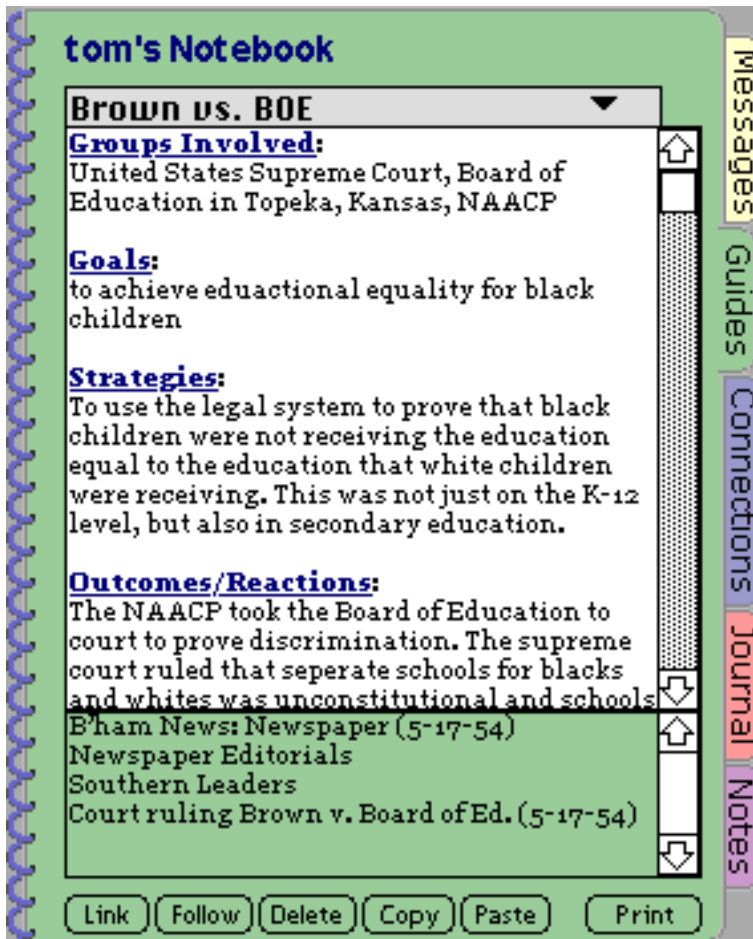 tom's Notebook
Brown vs. BOE
Groups Involved:
United States Supreme Court, Board of
Education in Topeka, Kansas, NAACP
Goals:
to achieve eduactional equality for black
children
Strategies:
To use the legal system to prove that black
children were not receiving the education
equal to the education that white children
were receiving. This was not just on the K-12
level, but also in secondary education.
Outcomes/Reactions:
The NAACP took the Board of Education to
court to prove discrimination. The supreme
court ruled that seperate schools for blacks
and whites was unconstitutional and schools
B'ham News: Newspaper (5-17-54)
Newspaper Editorials
Southern Leaders
Court ruling Brown v. Board of Ed. (5-17-54)
Link Follow Delete Copy Paste Print
Messages
Guides
Connections
Journal
Notes